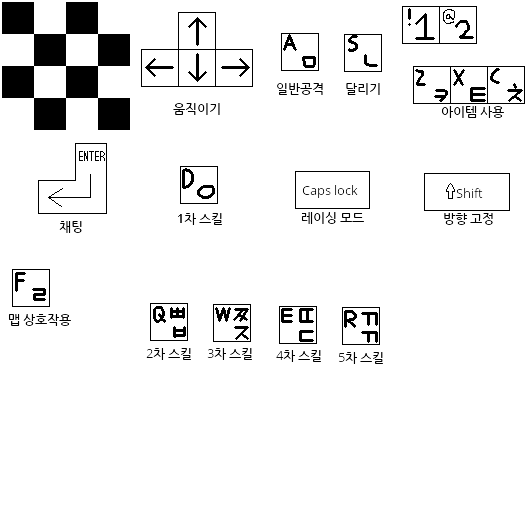 ! 1 @ 2
A ㅁ S ㄴ
움직이기 일반공격 달리기
Z ㅋ X ㅌ C ㅊ
아이템 사용
ENTER
채팅
D ㅇ
1차 스킬
Caps lock
레이싱 모드
Shift
방향 고정
F ㄹ
맵 상호작용
Q ㅃ ㅂ W ㅉ ㅈ E ㄸ ㄷ R ㄲ ㄱ
2차 스킬 3차 스킬 4차 스킬 5차 스킬